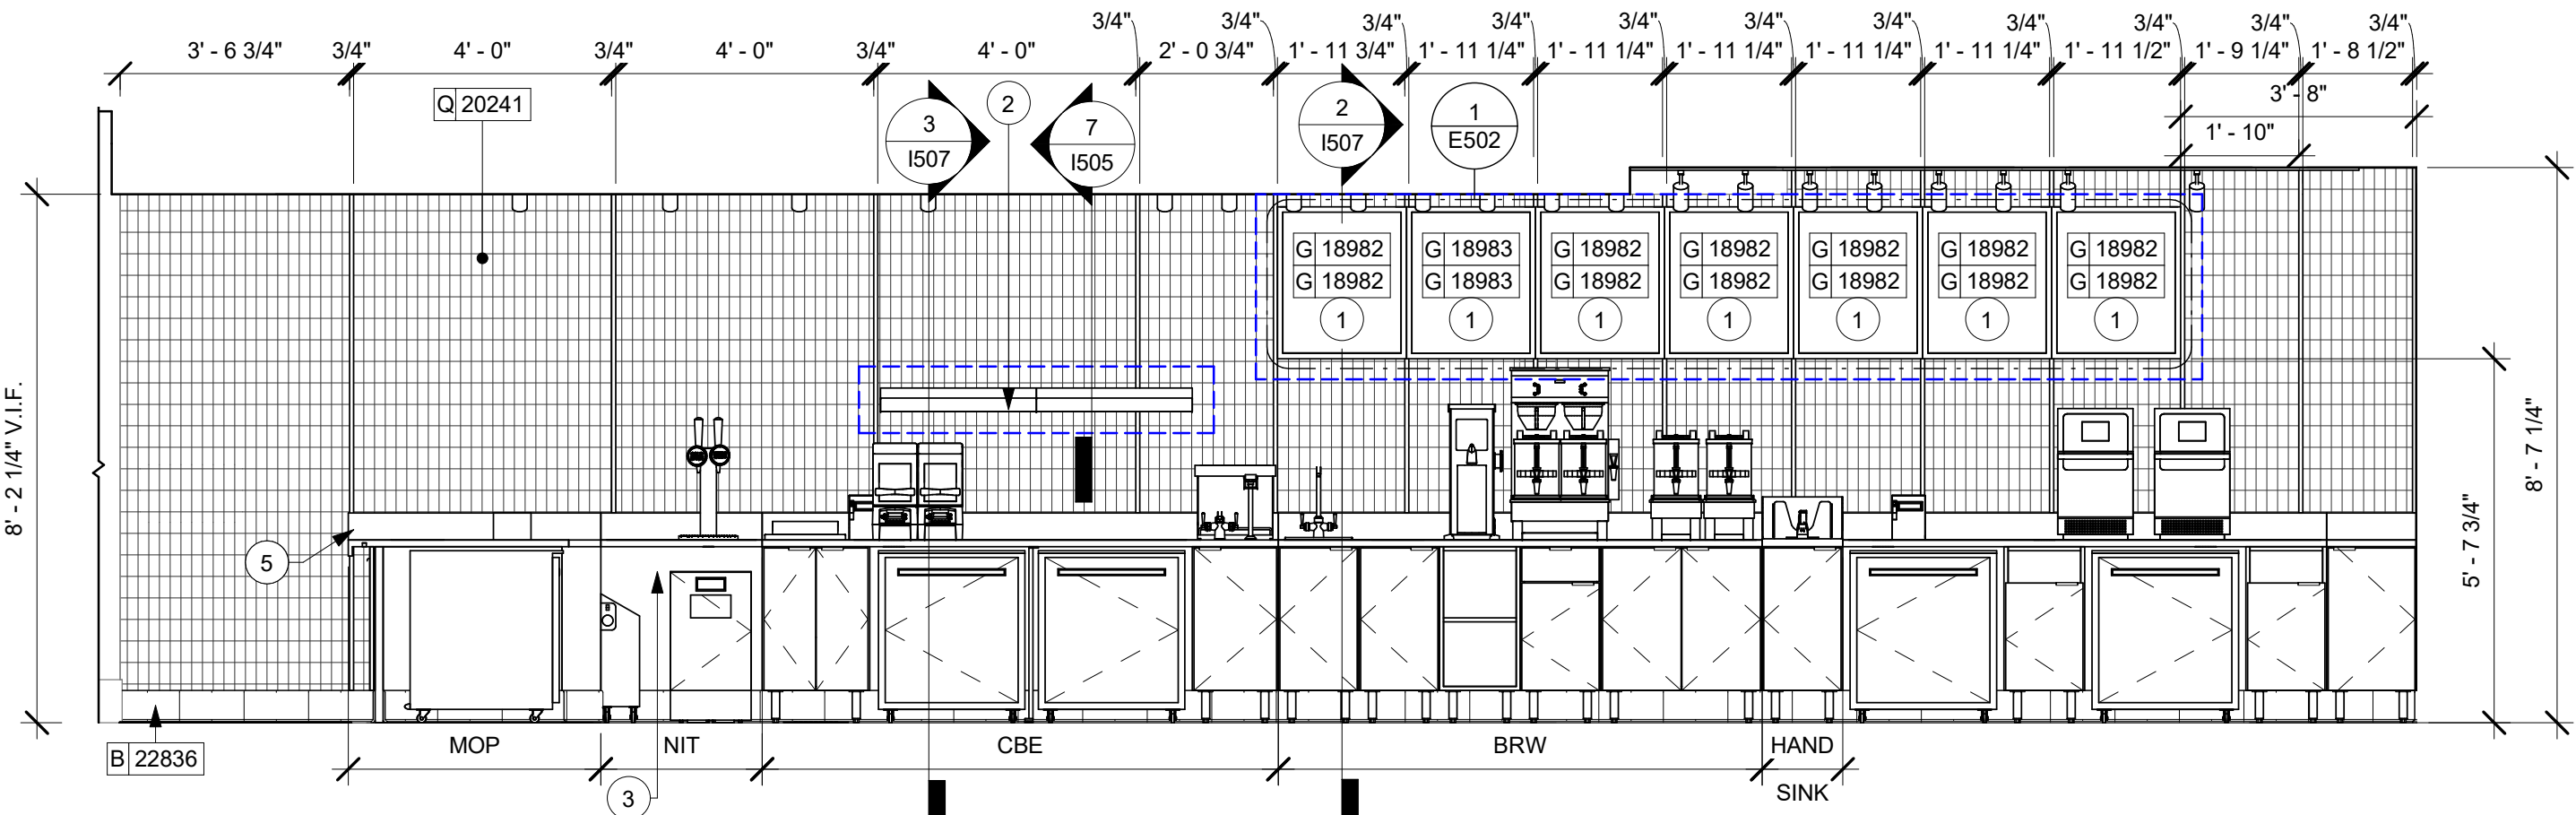 3/4" 3/4" 3/4" 3/4" 3/4" 3/4" 3/4" 3/4" 3/4" 3/4" 3/4"
3' - 6 3/4" 3/4" 4' - 0" 3/4" 4' - 0" 3/4" 4' - 0" 2' - 0 3/4" 1' - 11 3/4" 1' - 11 1/4" 1' - 11 1/4" 1' - 11 1/4" 1' - 11 1/4" 1' - 11 1/4" 1' - 11 1/2" 1' - 9 1/4" 1' - 8 1/2"
3' - 8"
Q 20241
2
3
I507
7
I505
2
I507
1
E502
1' - 10"
G 18982 G 18983 G 18982 G 18982 G 18982 G 18982 G 18982
G 18982 G 18983 G 18982 G 18982 G 18982 G 18982 G 18982
1 1 1 1 1 1 1
8' - 2 1/4" V.I.F.
8' - 7 1/4"
5' - 7 3/4"
5
B 22836
MOP NIT CBE BRW HAND
SINK
3